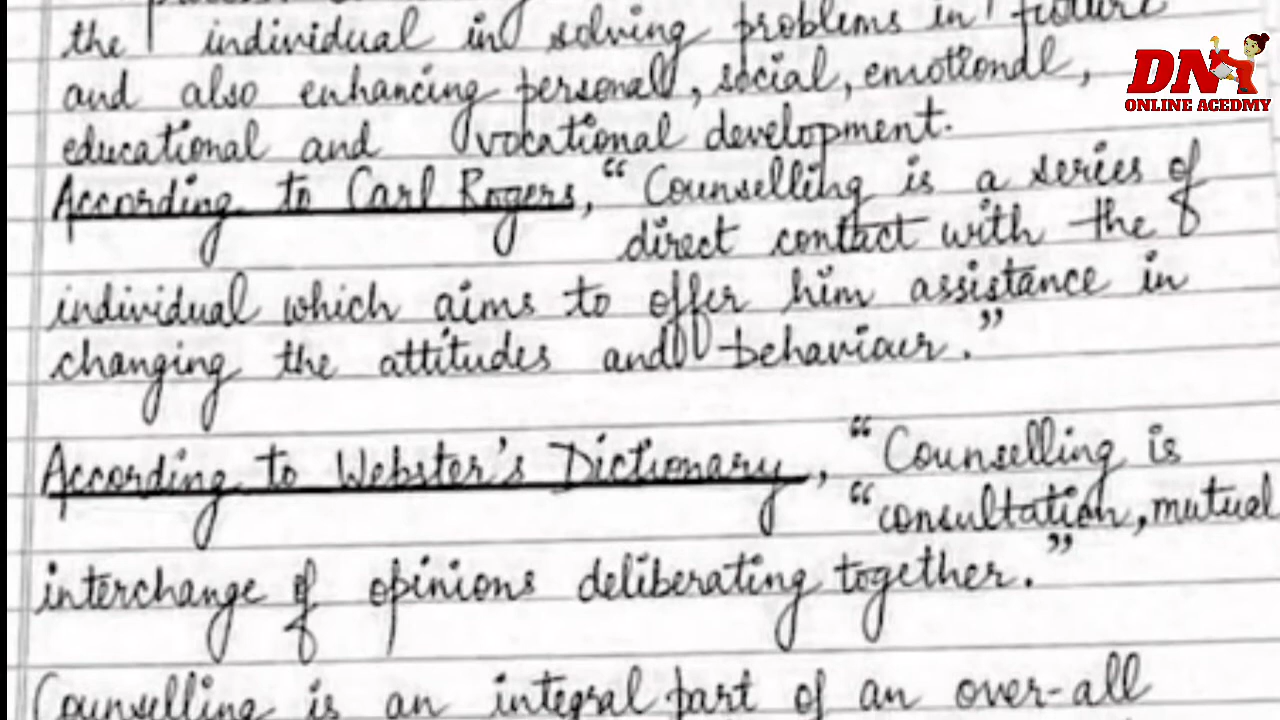 the individual in solving problems in future
and also enhancing personal, social, emotional,
educational and vocational development.
According to Carl Rogers, “Counselling is a series of
direct contact with the
individual which aims to offer him assistance in
changing the attitudes and behaviour.”
According to Webster's Dictionary, “Counselling is
“consultation, mutual
interchange of opinions deliberating together.”
Counselling is an integral part of an over-all
DN
ONLINE ACEDMY